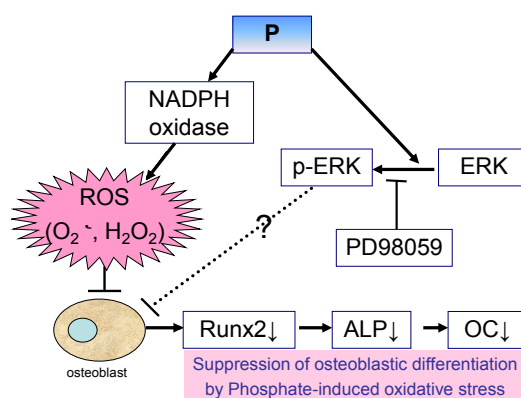 P
NADPH
oxidase
p-ERK
ERK
ROS
(O₂⁻·, H₂O₂)
?
PD98059
Runx2↓
ALP↓
OC↓
osteoblast
Suppression of osteoblastic differentiation
by Phosphate-induced oxidative stress